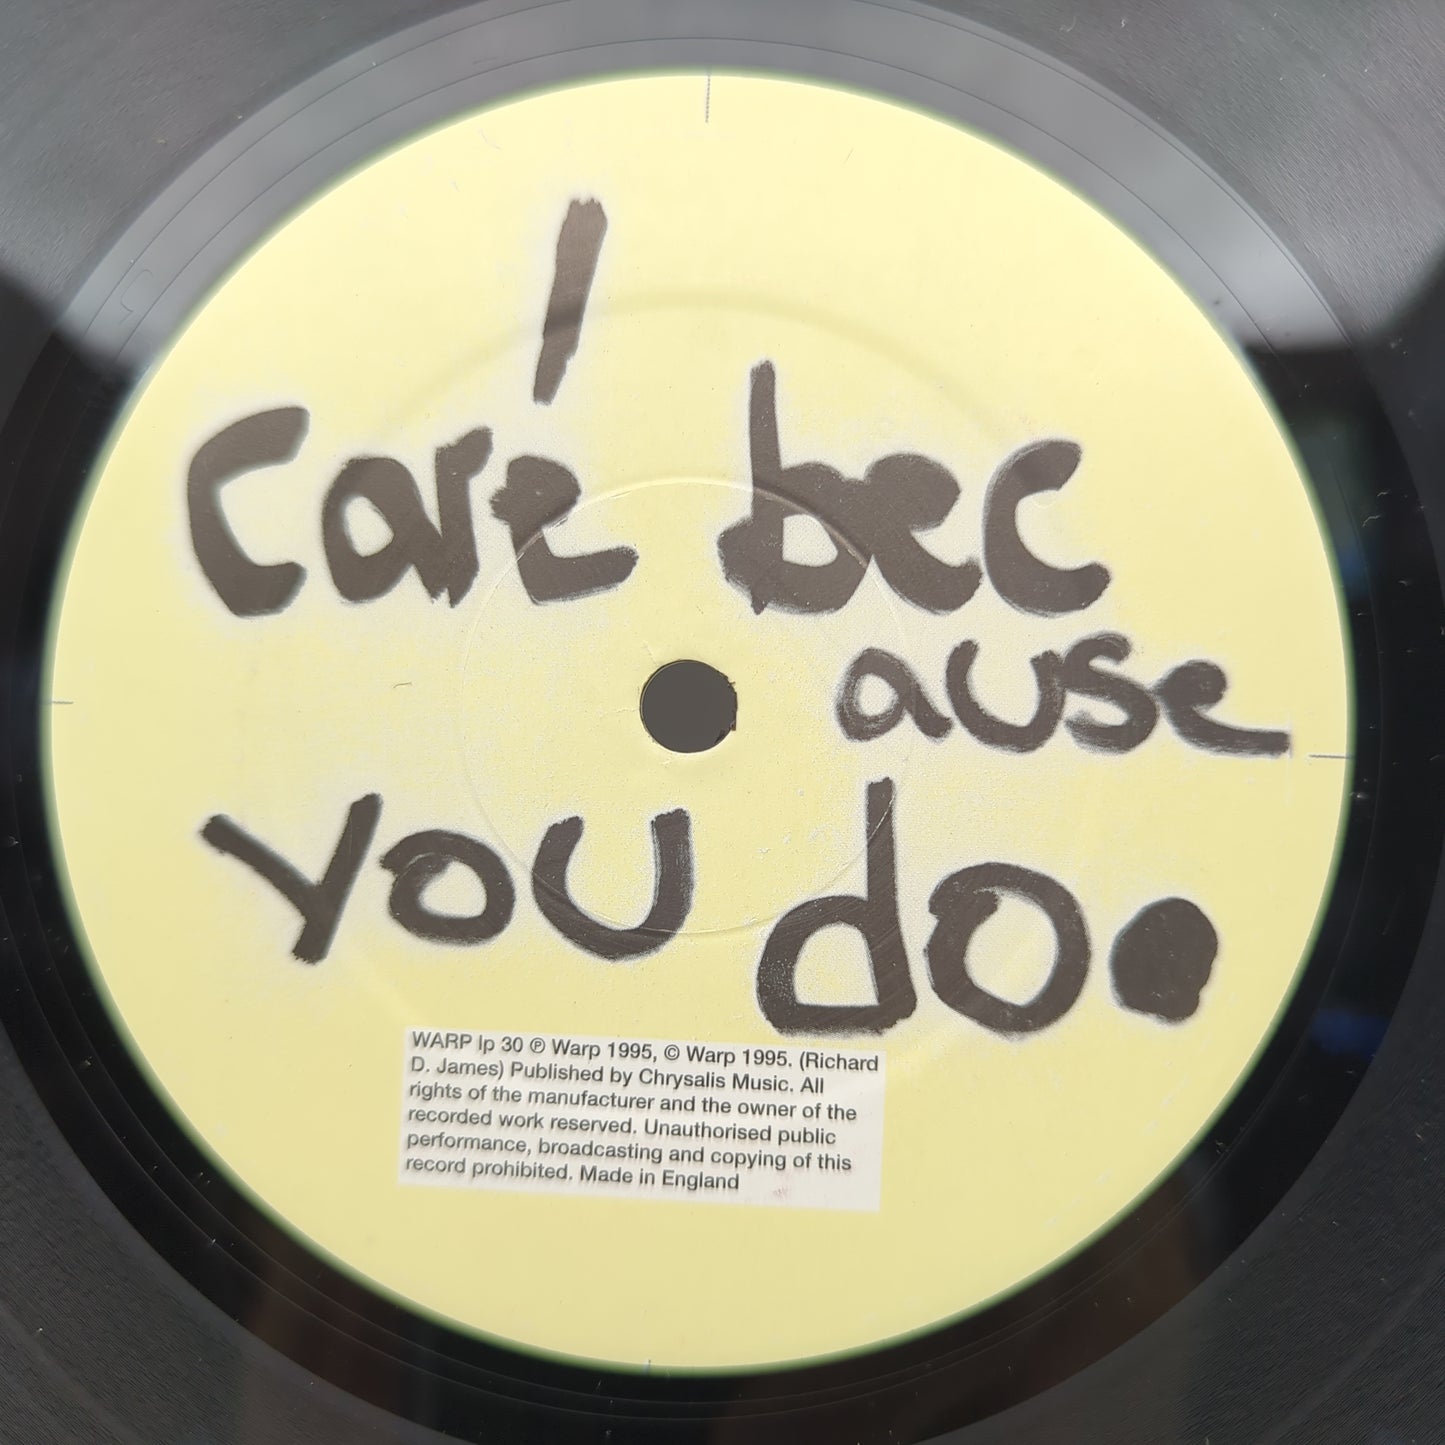 I
care bec
ause
you do.
WARP lp 30 ℗ Warp 1995, © Warp 1995. (Richard
D. James) Published by Chrysalis Music. All
rights of the manufacturer and the owner of the
recorded work reserved. Unauthorised public
performance, broadcasting and copying of this
record prohibited. Made in England